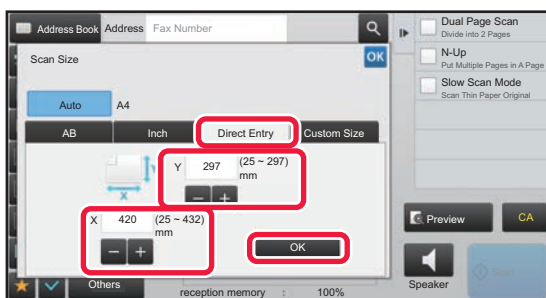 Address Book Address Fax Number
Scan Size
OK
Auto A4
AB Inch Direct Entry Custom Size
Y 297 (25 ~ 297)
mm
X 420 (25 ~ 432)
mm
OK
Others
reception memory : 100%
Dual Page Scan
Divide into 2 Pages
N-Up
Put Multiple Pages in A Page
Slow Scan Mode
Scan Thin Paper Original
Preview CA
Speaker Start